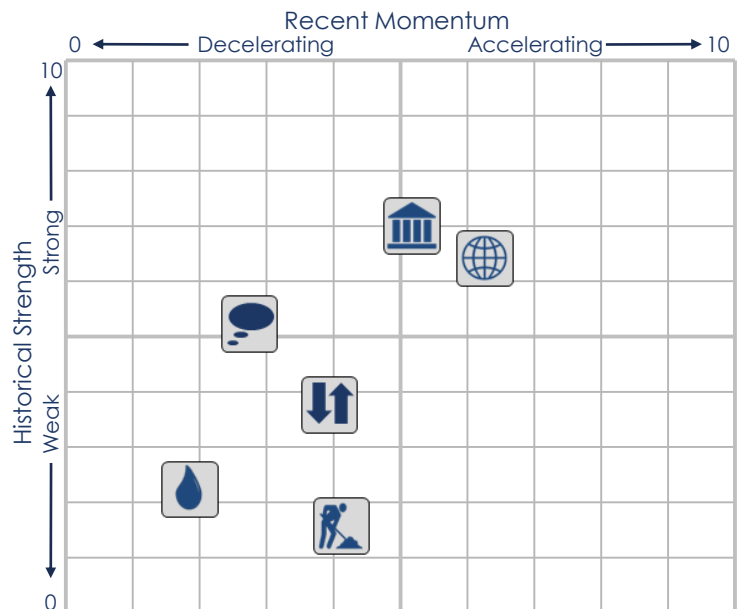 Recent Momentum
0 Decelerating Accelerating 10
10
Strong
Historical Strength
Weak
0